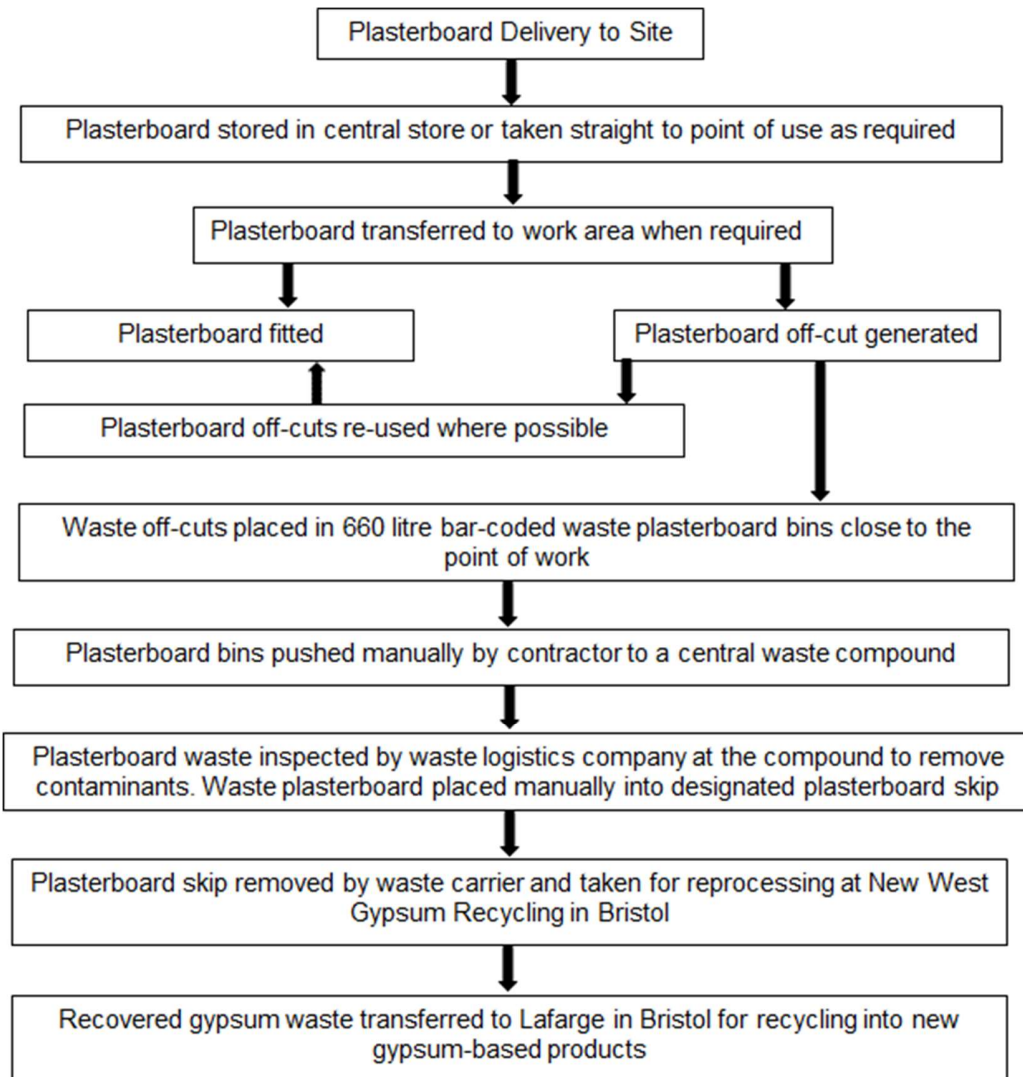 Plasterboard Delivery to Site
Plasterboard stored in central store or taken straight to point of use as required
Plasterboard transferred to work area when required
Plasterboard fitted
Plasterboard off-cut generated
Plasterboard off-cuts re-used where possible
Waste off-cuts placed in 660 litre bar-coded waste plasterboard bins close to the
point of work
Plasterboard bins pushed manually by contractor to a central waste compound
Plasterboard waste inspected by waste logistics company at the compound to remove
contaminants. Waste plasterboard placed manually into designated plasterboard skip
Plasterboard skip removed by waste carrier and taken for reprocessing at New West
Gypsum Recycling in Bristol
Recovered gypsum waste transferred to Lafarge in Bristol for recycling into new
gypsum-based products